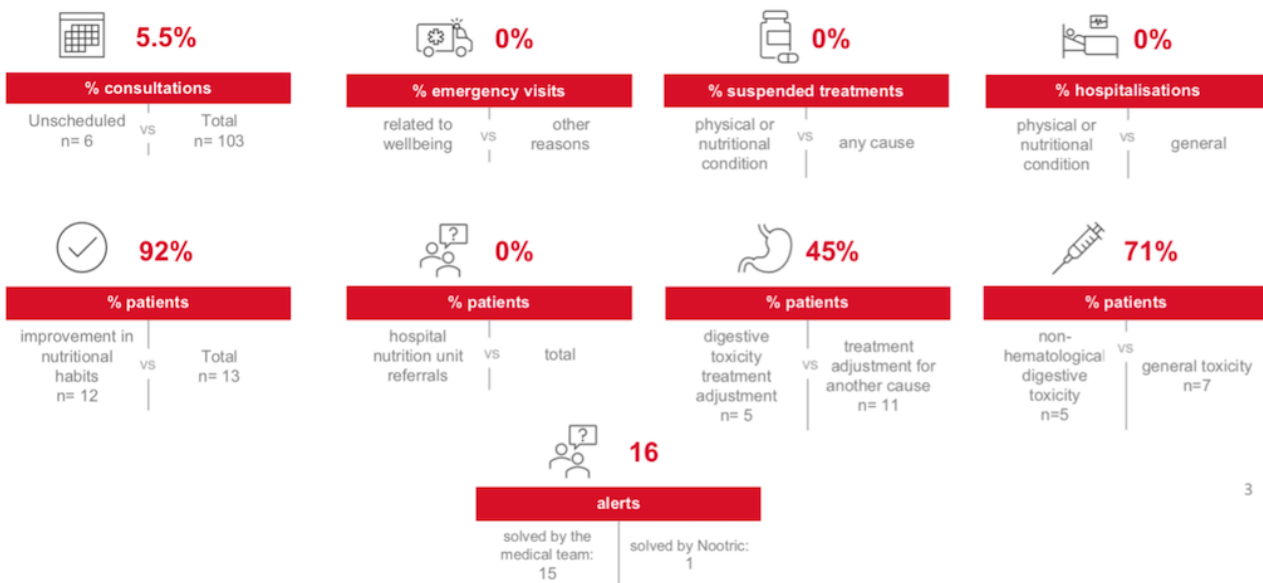 5.5%
0%
0%
0%
% consultations
% emergency visits
% suspended treatments
% hospitalisations
Unscheduled
n= 6
vs
Total
n= 103
related to
wellbeing
vs
other
reasons
physical or
nutritional
condition
vs
any cause
physical or
nutritional
condition
vs
general
92%
0%
45%
71%
% patients
% patients
% patients
% patients
improvement in
nutritional
habits
n= 12
vs
Total
n= 13
hospital
nutrition unit
referrals
vs
total
digestive
toxicity
treatment
adjustment
n= 5
vs
treatment
adjustment for
another cause
n= 11
non-
hematological
digestive
toxicity
n=5
vs
general toxicity
n=7
?
?
16
alerts
solved by the
medical team:
15
solved by Nootric:
1
3